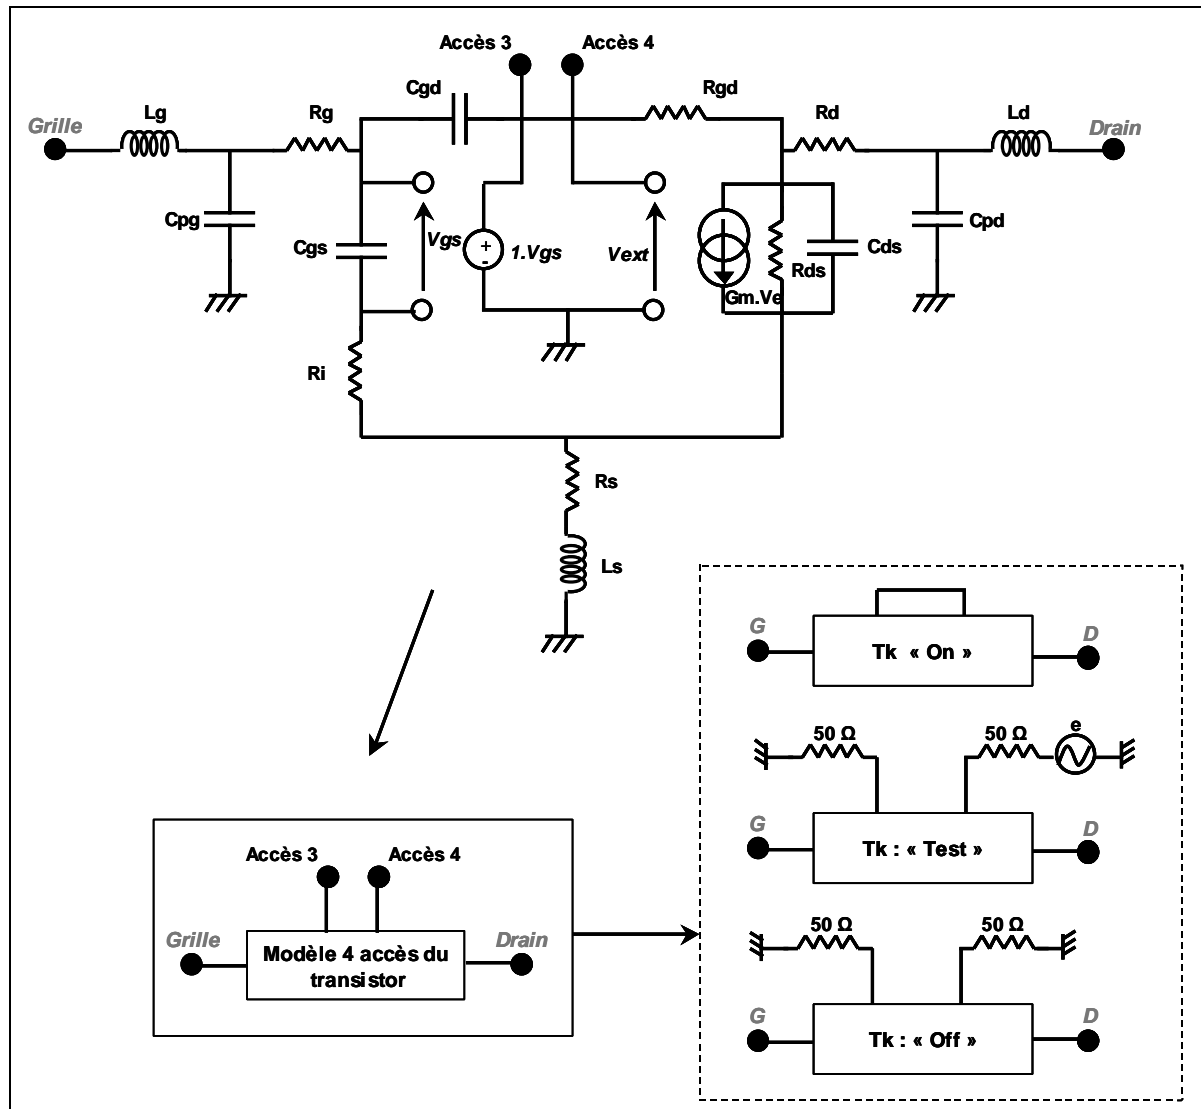 Accès 3
Accès 4
Cgd
Rgd
Lg
Rg
Rd
Ld
Grille
Drain
Cpg
Cgs
Vgs
+
-
1.Vgs
Vext
Gm.Ve
Rds
Cds
Cpd
Ri
Rs
Ls
G
Tk « On »
D
50 Ω
50 Ω
e
G
Tk : « Test »
D
50 Ω
50 Ω
G
Tk : « Off »
D
Accès 3
Accès 4
Grille
Drain
Modèle 4 accès du
transistor